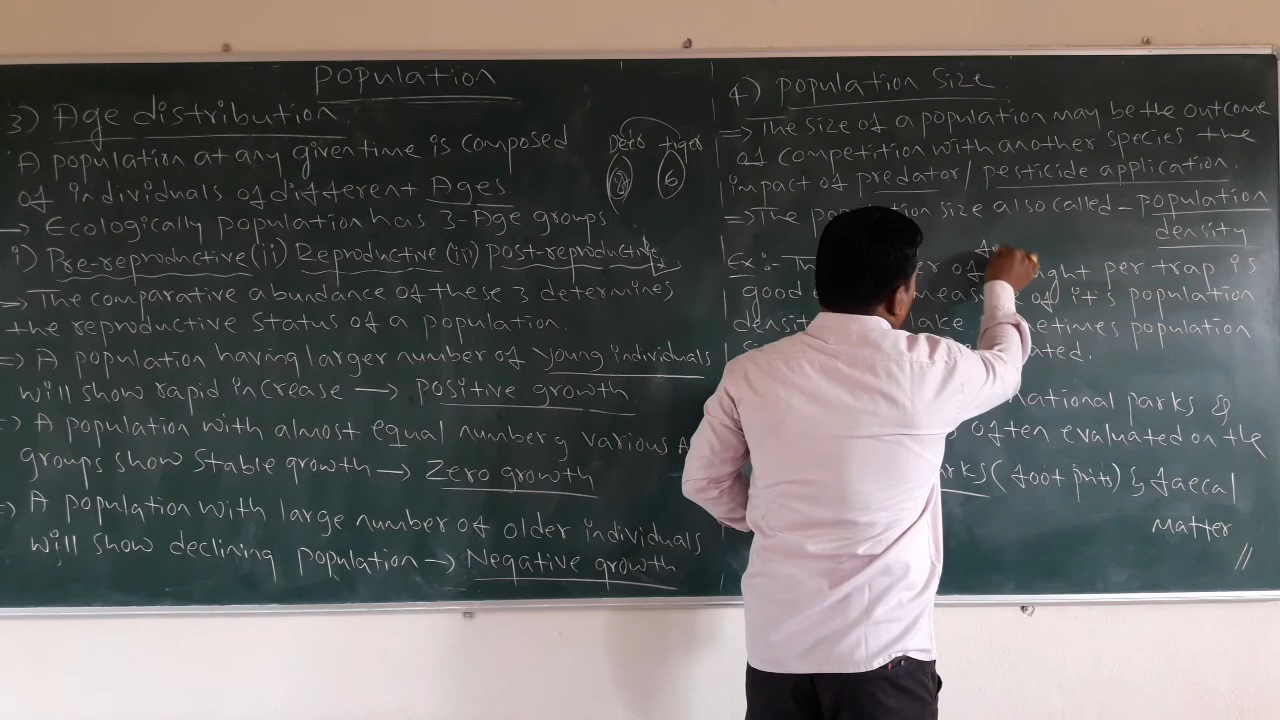 Population
3) Age distribution.
A population at any given time is composed
of individuals of different Ages
→ Ecologically population has 3-Age groups
i) Pre-reproductive (ii) Reproductive (iii) post-reproductive
→ The comparative abundance of these 3 determines
the reproductive status of a population.
⇒ A population having larger number of young individuals
will show rapid increase → positive growth
⇒ A population with almost equal number of various A
groups show stable growth → Zero growth
⇒ A population with large number of older individuals
will show declining population → Negative growth
tiger
8 6
4) population size
⇒ The size of a population may be the outcome
of competition with another species the
impact of predator / pesticide application.
⇒ The size also called – population
density
Ex:- of per trap is
good of it's population
lake. population
national parks &
often evaluated on the
(foot prits) & faecal
Matter //